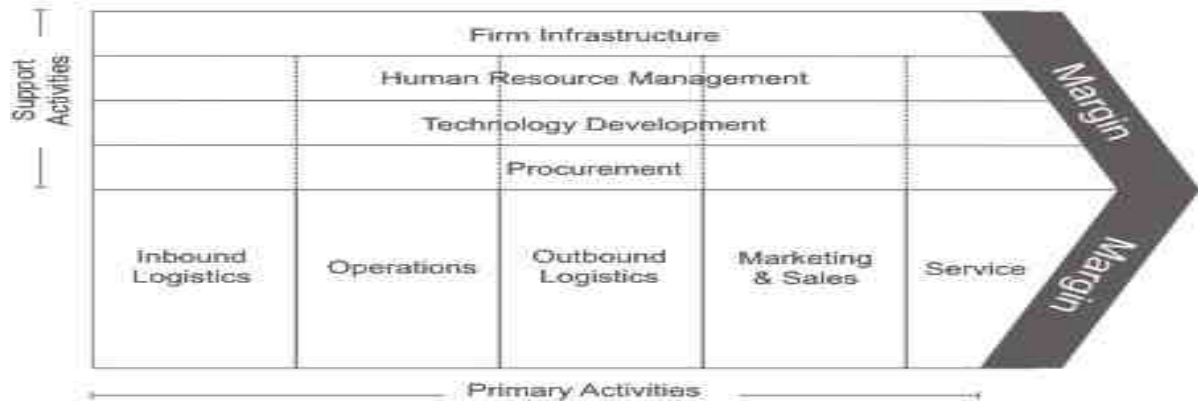 Support
Activities
Firm Infrastructure
Human Resource Management
Technology Development
Procurement
Inbound
Logistics
Operations
Outbound
Logistics
Marketing
& Sales
Service
Margin
Margin
Primary Activities